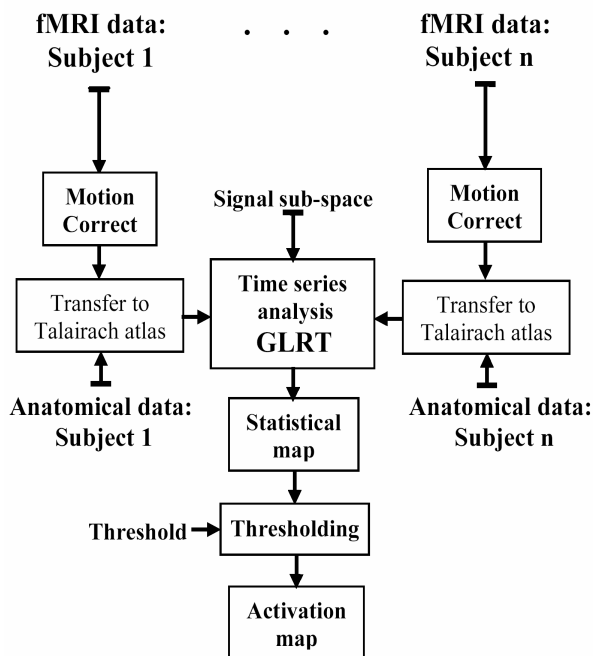 fMRI data:
Subject 1
. . .
fMRI data:
Subject n
Motion
Correct
Signal sub-space
Motion
Correct
Transfer to
Talairach atlas
Time series
analysis
GLRT
Transfer to
Talairach atlas
Anatomical data:
Subject 1
Anatomical data:
Subject n
Statistical
map
Threshold
Thresholding
Activation
map